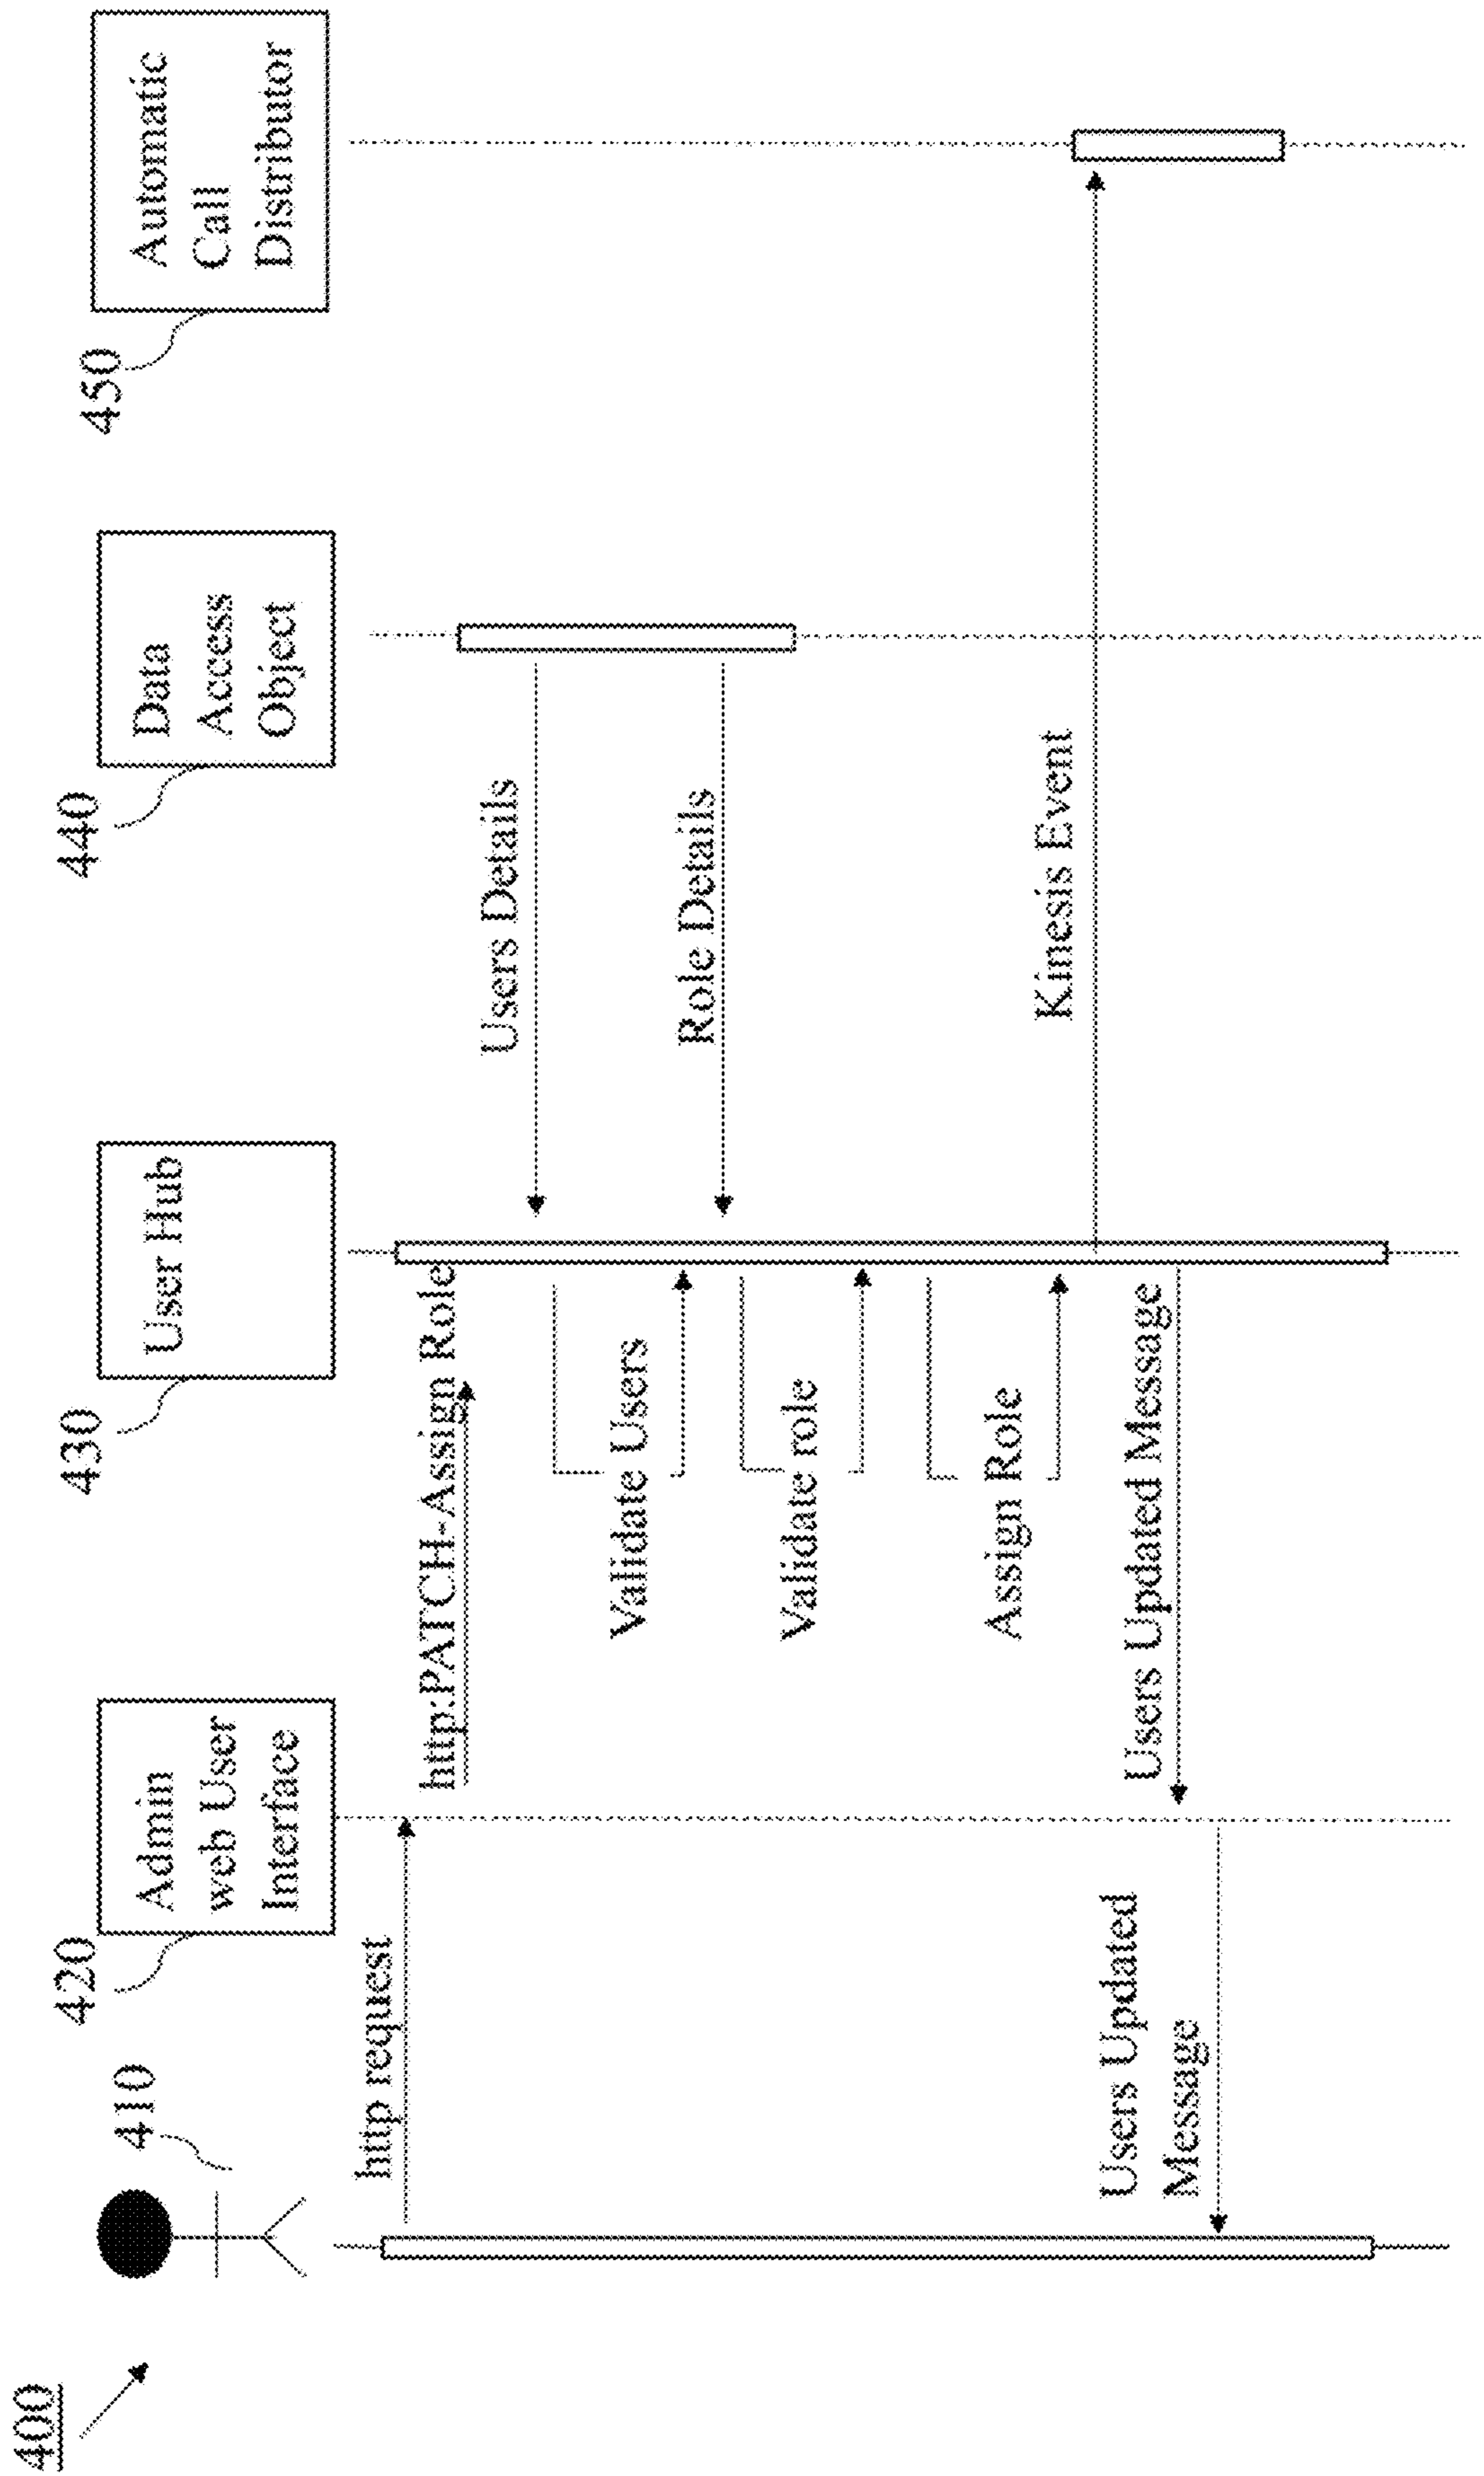 400
410
420
Admin
web User
Interface
430
User Hub
440
Data
Access
Object
450
Automatic
Call
Distributor
http request
http:PATCH-Assign Role
Users Details
Validate Users
Role Details
Validate role
Assign Role
Kinesis Event
Users Updated Message
Users Updated
Message